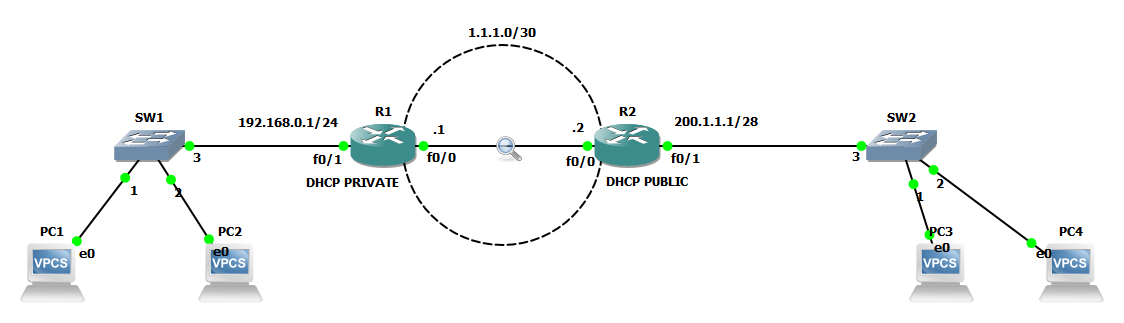 1.1.1.0/30
R1
R2
SW1
192.168.0.1/24
.1
.2
200.1.1.1/28
SW2
3
f0/1
f0/0
f0/0
f0/1
3
DHCP PRIVATE
DHCP PUBLIC
1
2
1
2
PC1
PC2
PC3
PC4
e0
e0
e0
e0
VPCS
VPCS
VPCS
VPCS